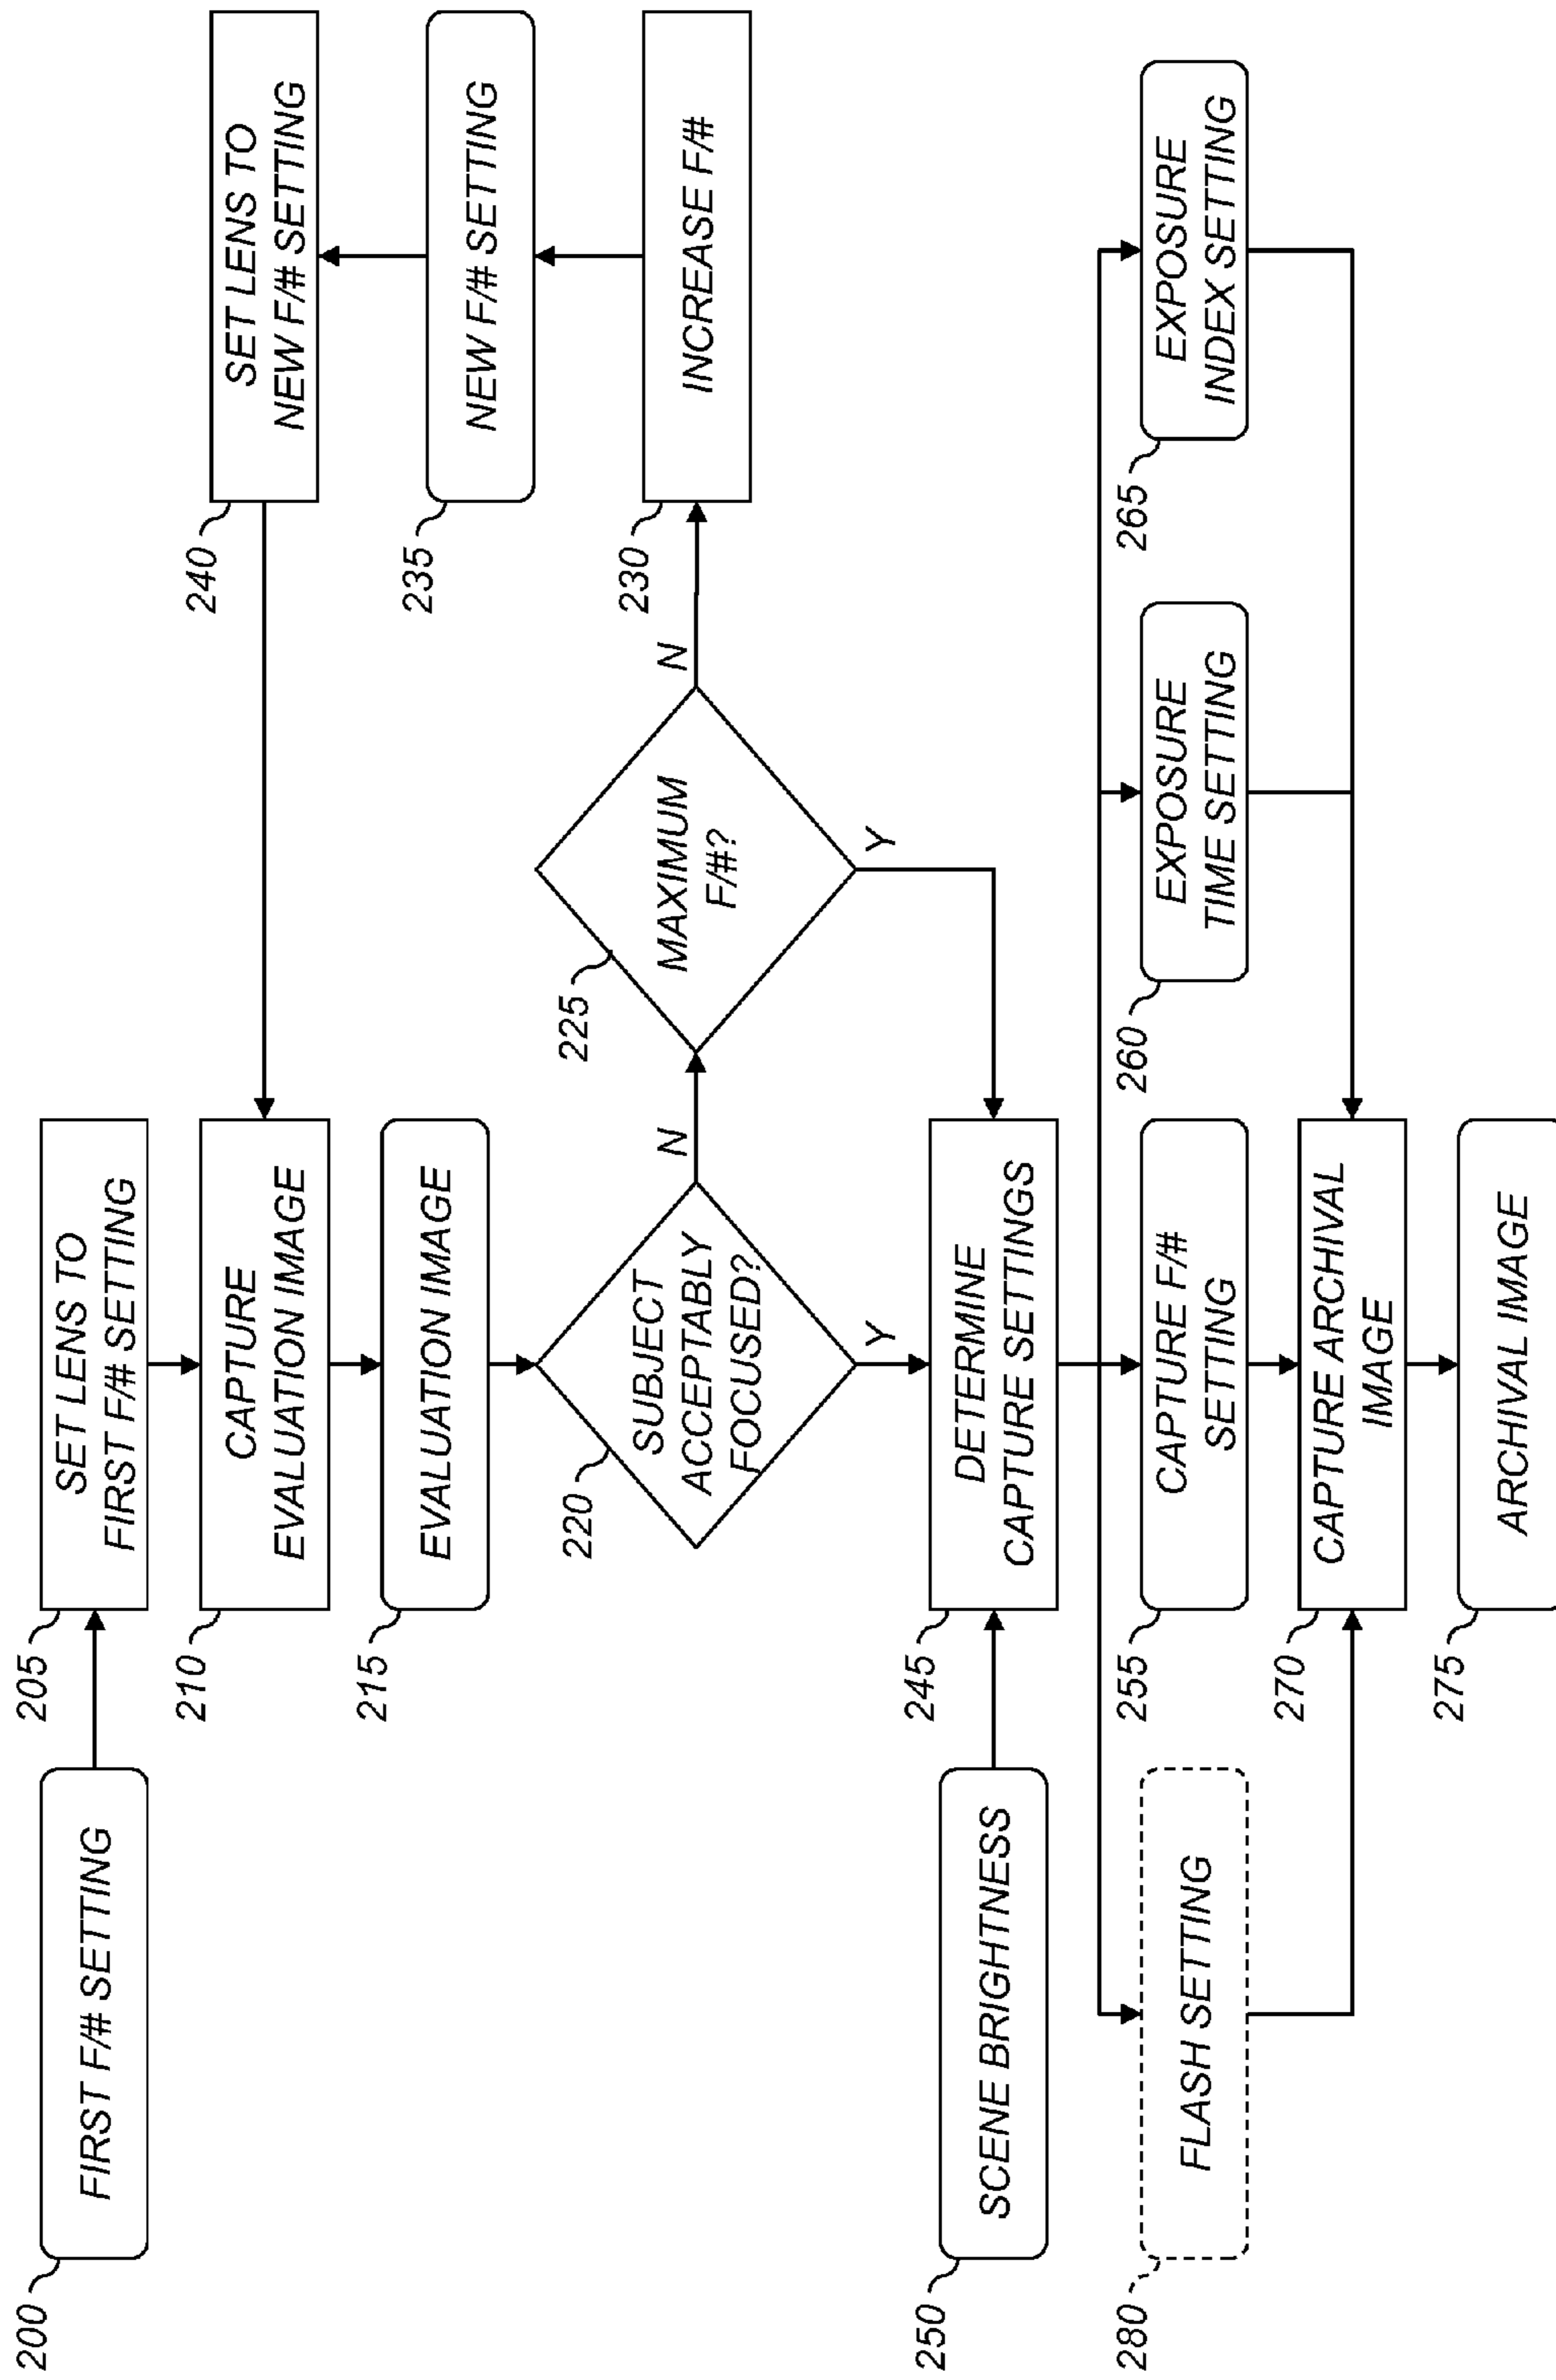 200
FIRST F/# SETTING
205
SET LENS TO
FIRST F/# SETTING
210
CAPTURE
EVALUATION IMAGE
215
EVALUATION IMAGE
220
SUBJECT
ACCEPTABLY
FOCUSED?
N
Y
225
MAXIMUM
F/#?
N
Y
230
INCREASE F/#
235
NEW F/# SETTING
240
SET LENS TO
NEW F/# SETTING
250
SCENE BRIGHTNESS
245
DETERMINE
CAPTURE SETTINGS
280
FLASH SETTING
255
CAPTURE F/#
SETTING
260
EXPOSURE
TIME SETTING
265
EXPOSURE
INDEX SETTING
270
CAPTURE ARCHIVAL
IMAGE
275
ARCHIVAL IMAGE